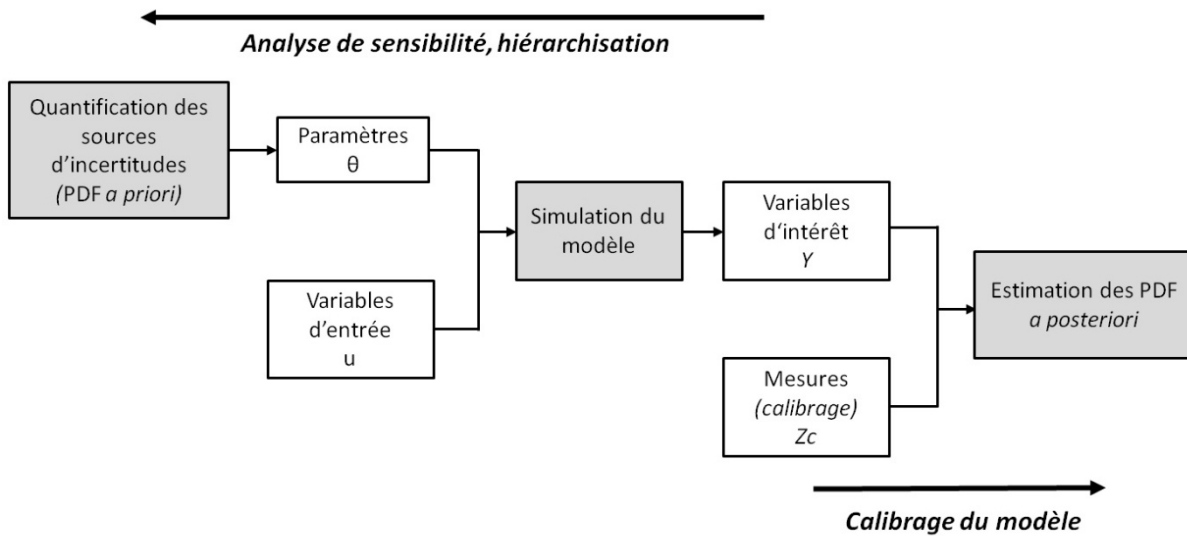 Analyse de sensibilité, hiérarchisation
Quantification des
sources
d'incertitudes
(PDF a priori)
Paramètres
θ
Variables
d'entrée
u
Simulation du
modèle
Variables
d‘intérêt
Y
Mesures
(calibrage)
Zc
Estimation des PDF
a posteriori
Calibrage du modèle